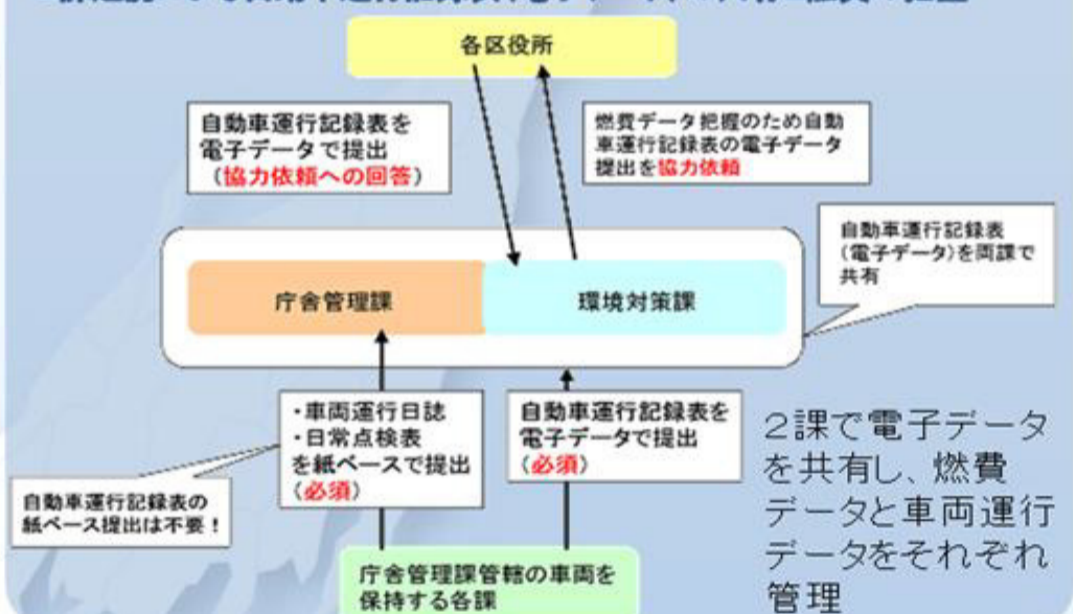 各区役所
自動車運行記録表を
電子データで提出
（協力依頼への回答）
燃費データ把握のため自動
車運行記録表の電子データ
提出を協力依頼
自動車運行記録表
（電子データ）を両課で
共有
庁舎管理課
環境対策課
・車両運行日誌
・日常点検表
を紙ベースで提出
（必須）
自動車運行記録表を
電子データで提出
（必須）
自動車運行記録表の
紙ベース提出は不要！
２課で電子データ
を共有し、燃費
データと車両運行
データをそれぞれ
管理
庁舎管理課管轄の車両を
保持する各課